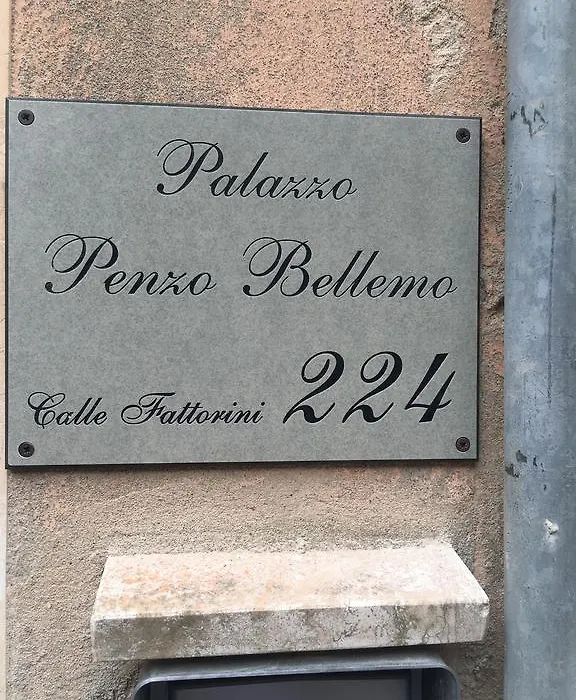 Palazzo
Penzo Bellemo
Calle Fattorini 224